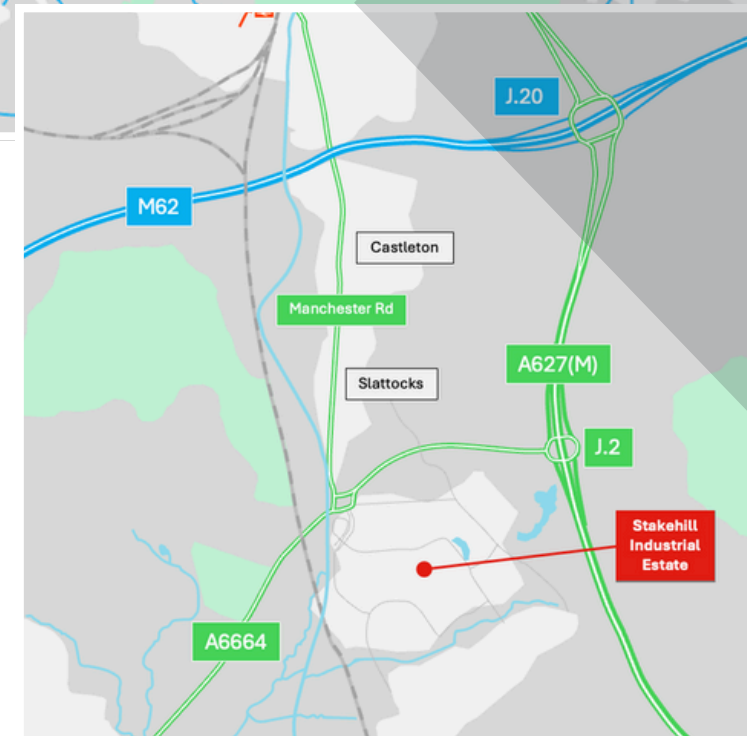 J.20
M62
Castleton
Manchester Rd
A627(M)
Slattocks
J.2
Stakehill
Industrial
Estate
A6664